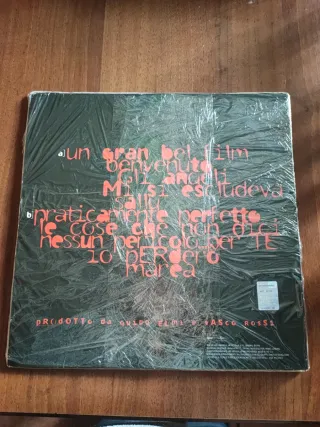 a) un gran bel film
benvenuto
gli angeli
Mi si escludeva
sally
b) praticamente perfetto
le cose che non dici
nessun pericolo per TE
io pERdErò
marea
pRoDoTTo Da guido ELmi e vASco RoSSi